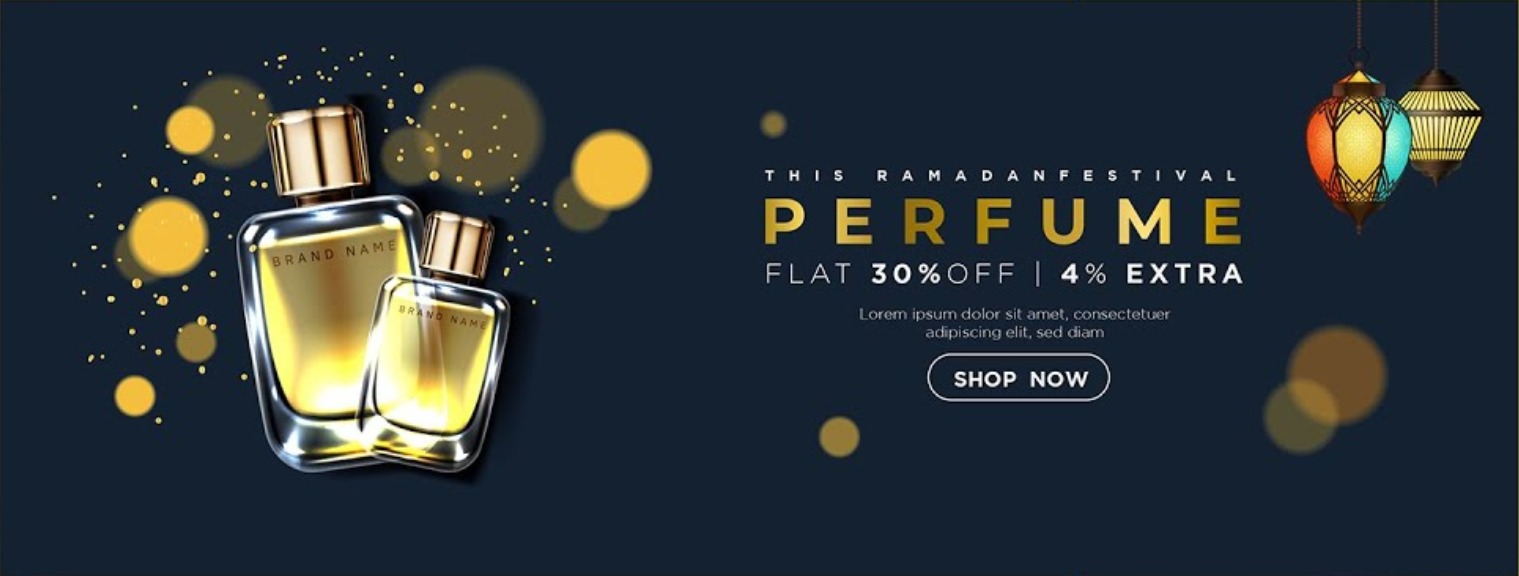 BRAND NAME
BRAND NAME
THIS RAMADANFESTIVAL
PERFUME
FLAT 30%OFF | 4% EXTRA
Lorem ipsum dolor sit amet, consectetuer
adipiscing elit, sed diam
SHOP NOW